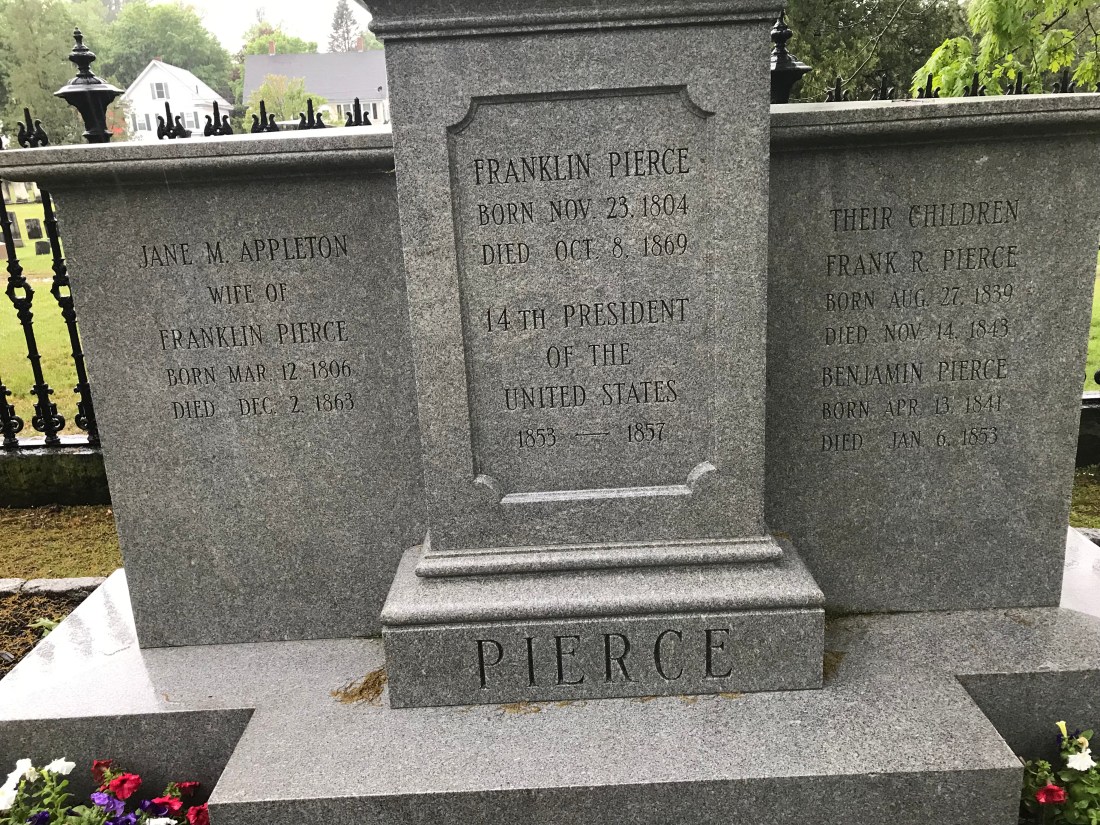 JANE M. APPLETON
WIFE OF
FRANKLIN PIERCE
BORN MAR. 12. 1806
DIED DEC. 2. 1863
FRANKLIN PIERCE
BORN NOV. 23. 1804
DIED OCT. 8. 1869
14TH PRESIDENT
OF THE
UNITED STATES
1853 — 1857
THEIR CHILDREN
FRANK R. PIERCE
BORN AUG. 27. 1839
DIED NOV. 14. 1843
BENJAMIN PIERCE
BORN APR. 13. 1841
DIED JAN. 6. 1853
PIERCE